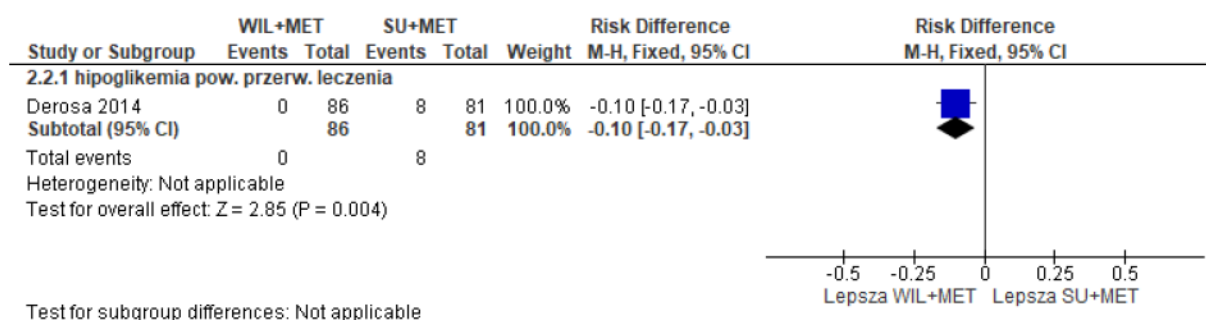 WIL+MET SU+MET Risk Difference Risk Difference
Study or Subgroup Events Total Events Total Weight M-H, Fixed, 95% CI M-H, Fixed, 95% CI
2.2.1 hipoglikemia pow. przerw. leczenia
Derosa 2014 0 86 8 81 100.0% -0.10 [-0.17, -0.03]
Subtotal (95% CI) 86 81 100.0% -0.10 [-0.17, -0.03]
Total events 0 8
Heterogeneity: Not applicable
Test for overall effect: Z = 2.85 (P = 0.004)
-0.5 -0.25 0 0.25 0.5
Lepsza WIL+MET Lepsza SU+MET
Test for subgroup differences: Not applicable